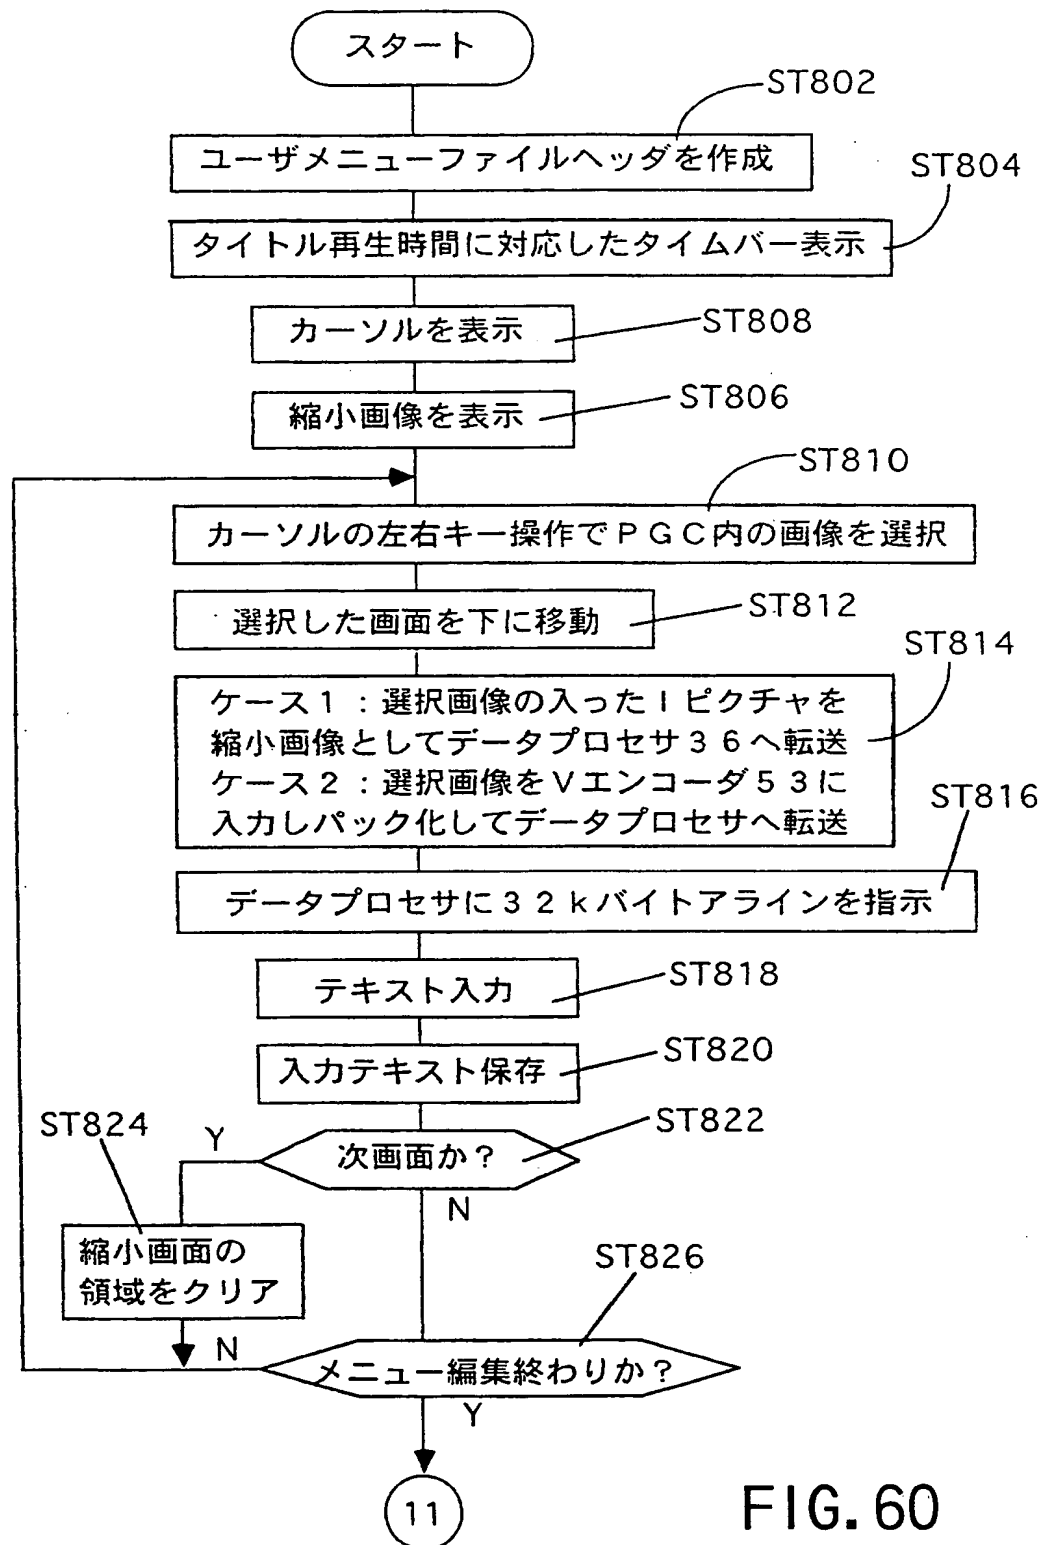 スタート
ST802
ユーザメニューファイルヘッダを作成
ST804
タイトル再生時間に対応したタイムバー表示
カーソルを表示
ST808
縮小画像を表示
ST806
ST810
カーソルの左右キー操作でPGC内の画像を選択
選択した画面を下に移動
ST812
ST814
ケース1:選択画像の入ったIピクチャを
縮小画像としてデータプロセサ36へ転送
ケース2:選択画像をVエンコーダ53に
入力しパック化してデータプロセサへ転送
ST816
データプロセサに32kバイトアラインを指示
テキスト入力
ST818
入力テキスト保存
ST820
ST822
次画面か?
Y
N
ST824
縮小画面の
領域をクリア
ST826
メニュー編集終わりか?
N
Y
11
FIG. 60